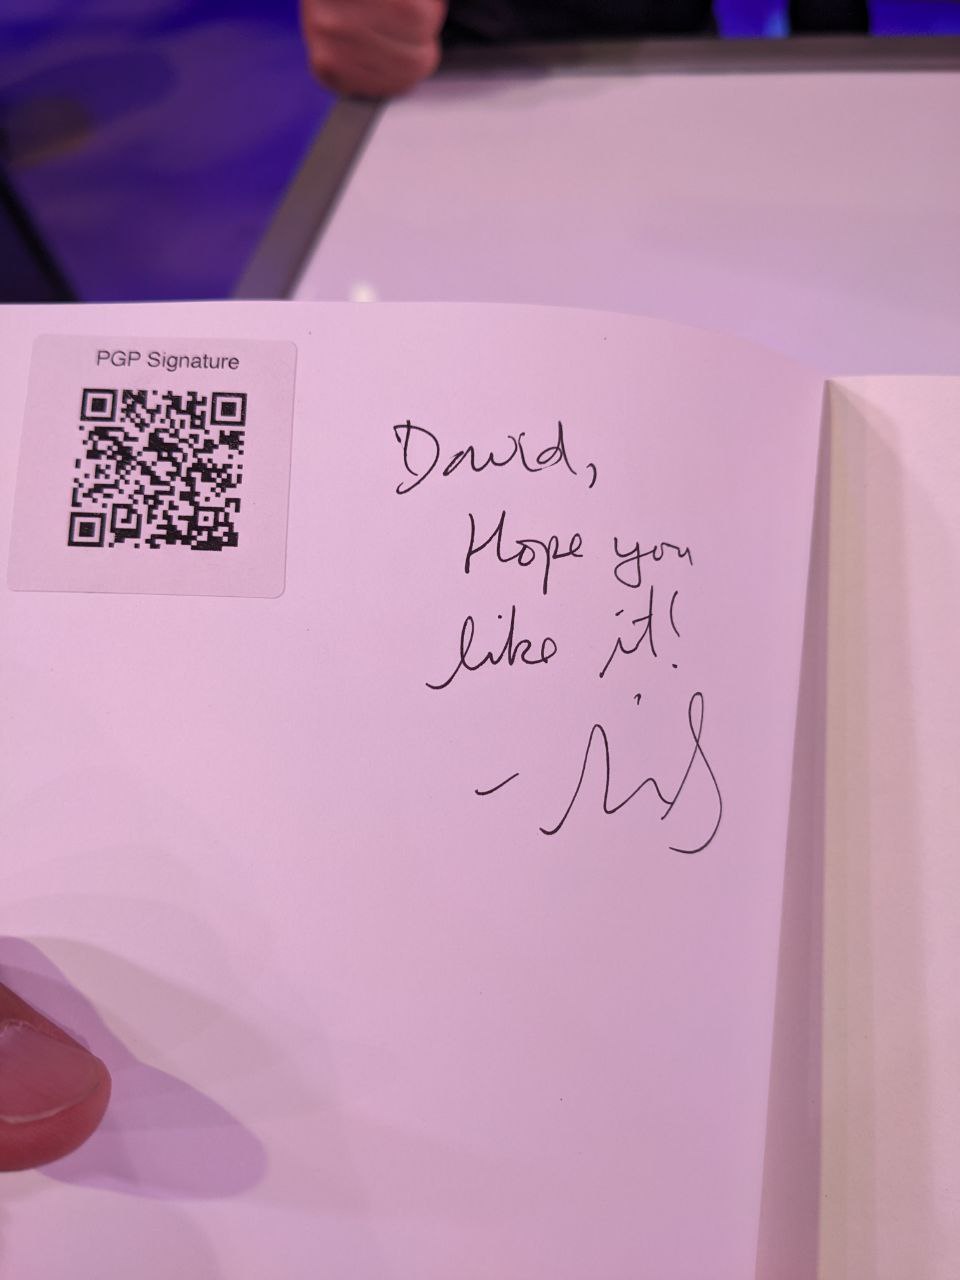 PGP Signature
David,
Hope you
like it!